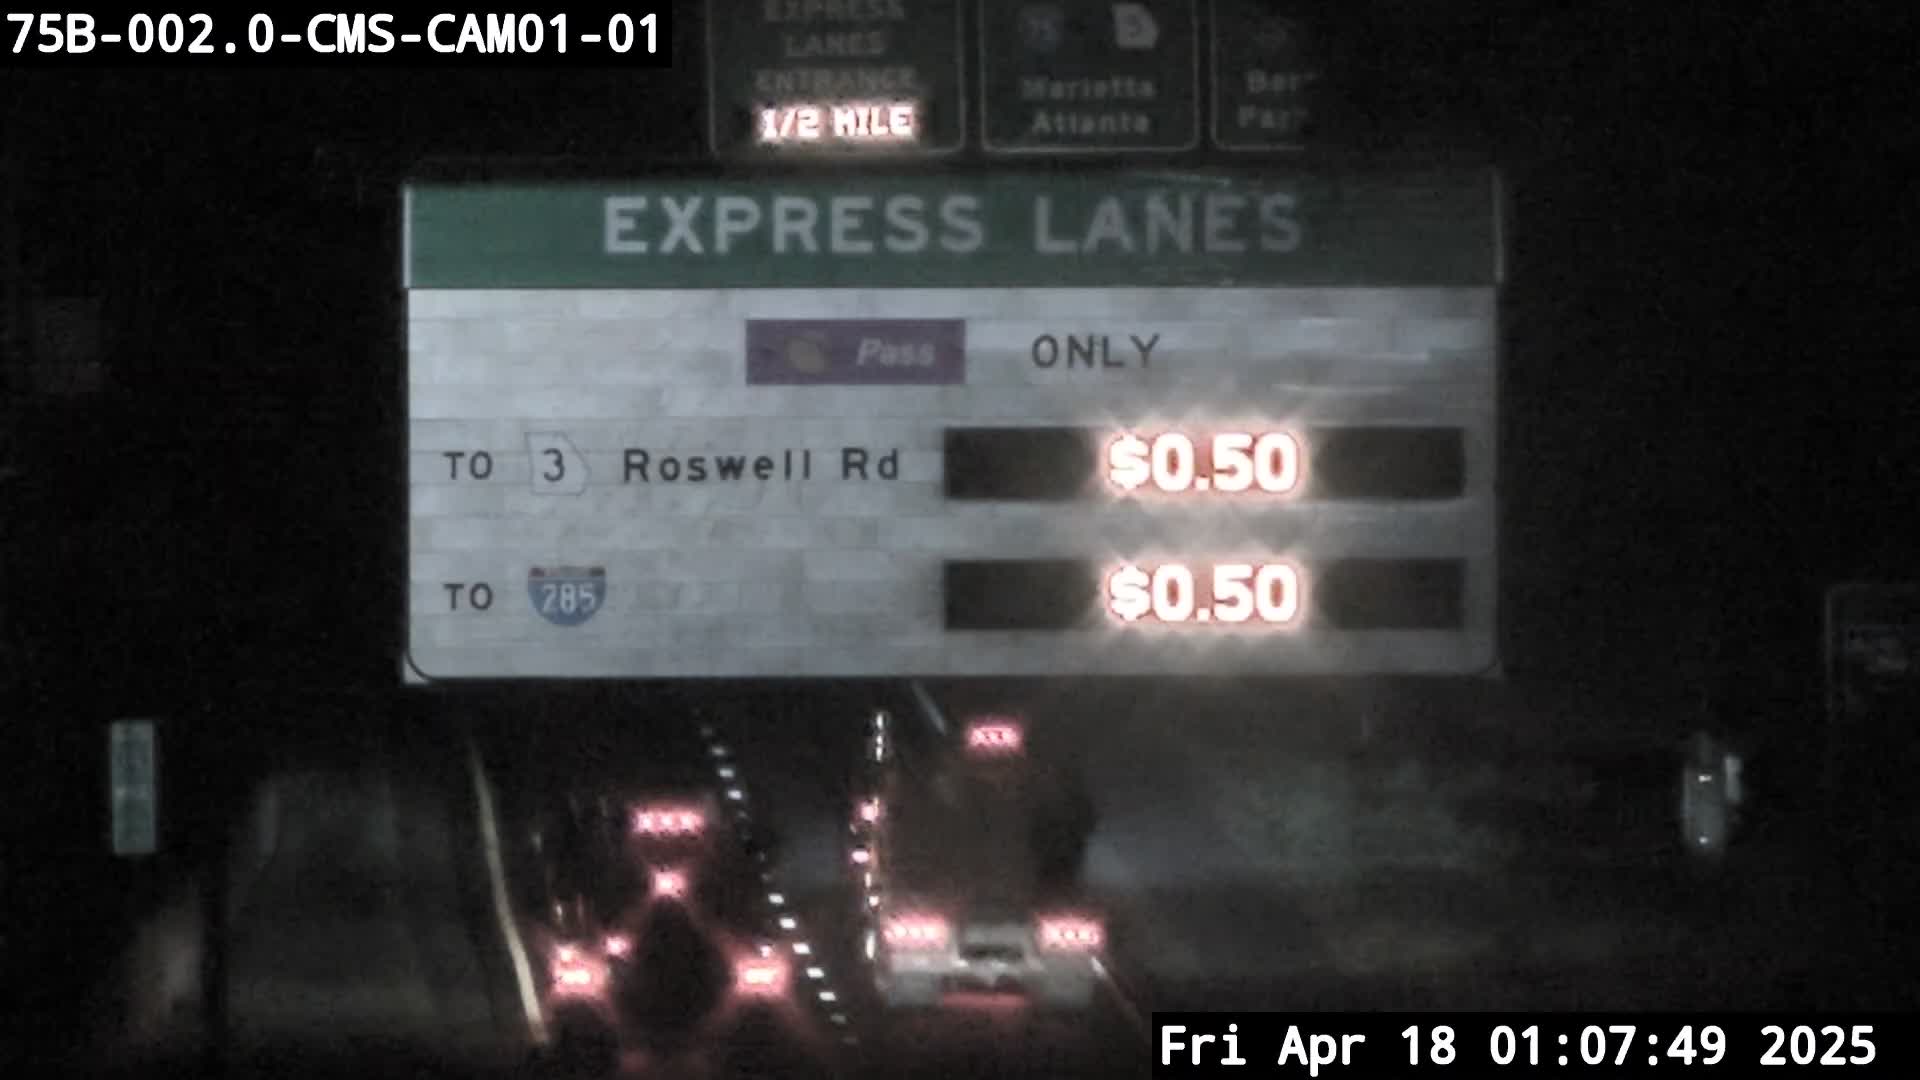 75B-002.0-CMS-CAM01-01
EXPRESS
LANES
ENTRANCE
1/2 MILE
75
Marietta
Atlanta
EXPRESS LANES
Pass ONLY
TO 3 Roswell Rd $0.50
TO 285 $0.50
Fri Apr 18 01:07:49 2025